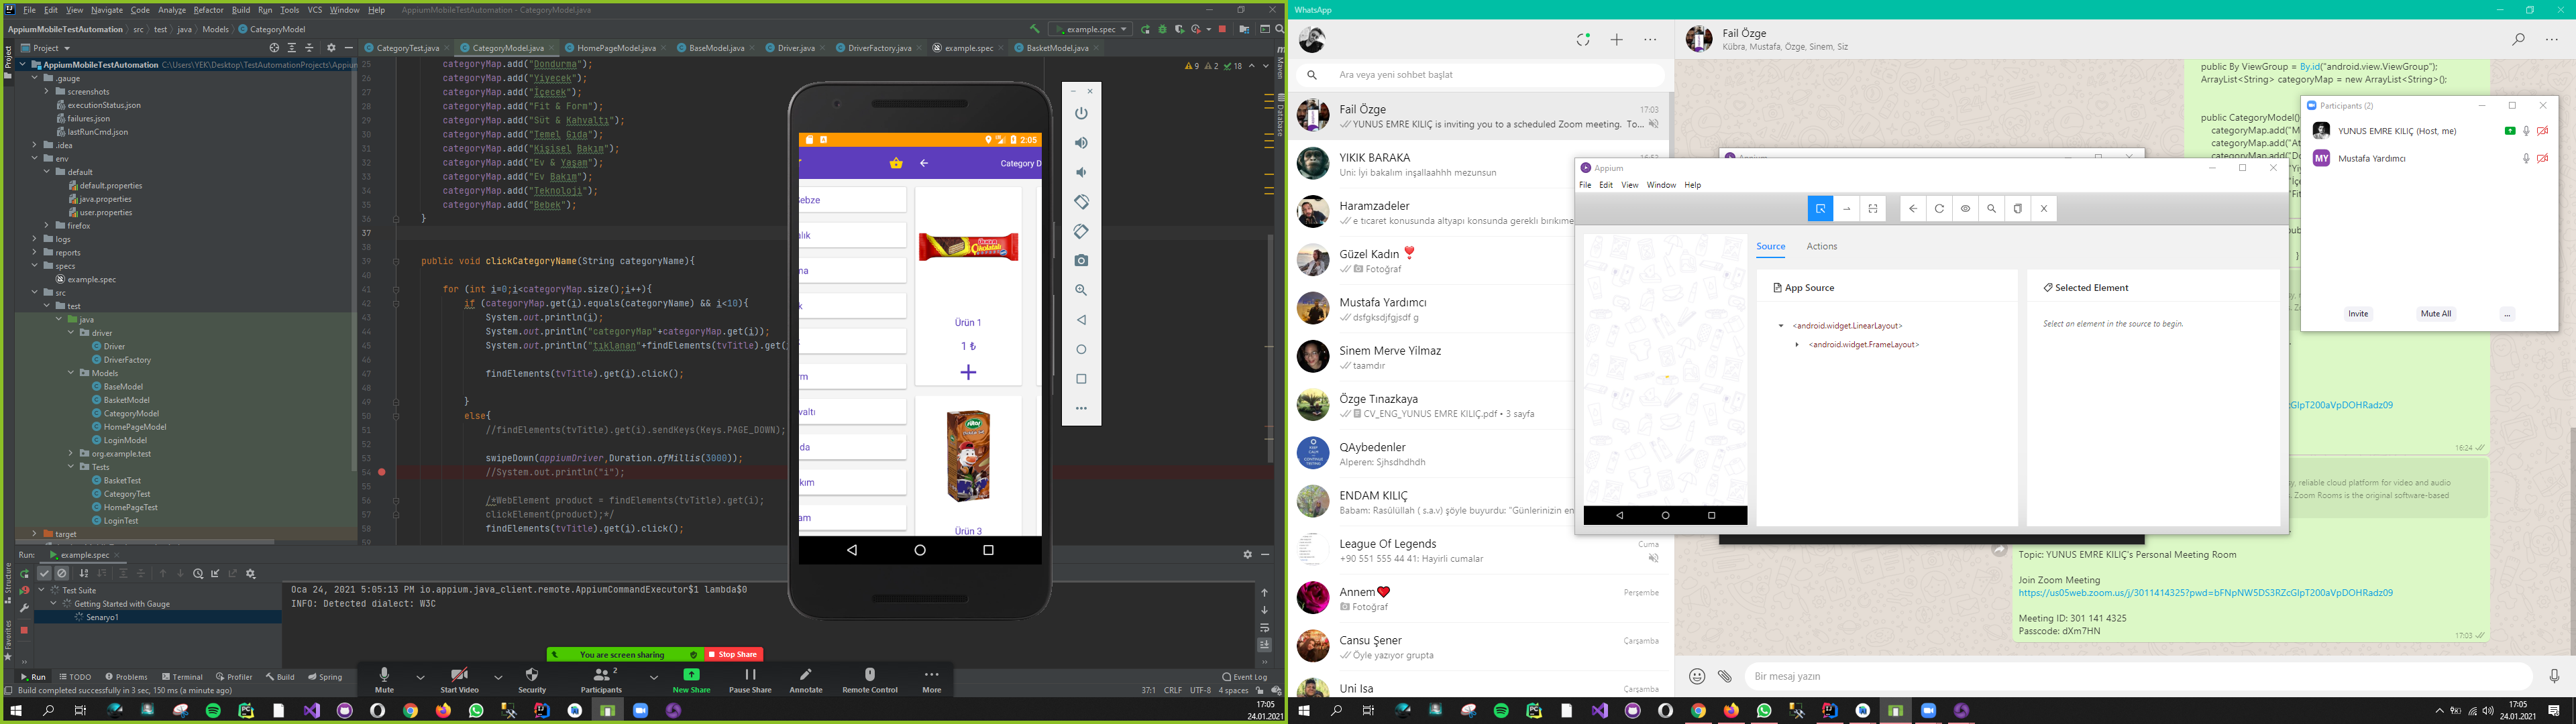 File Edit View Navigate Code Analyze Refactor Build Run Tools VCS Window Help AppiumMobileTestAutomation - CategoryModel.java
AppiumMobileTestAutomation src test java Models CategoryModel
example.spec
Project
CategoryTest.java CategoryModel.java HomePageModel.java BaseModel.java Driver.java DriverFactory.java example.spec BasketModel.java
AppiumMobileTestAutomation C:\Users\YEK\Desktop\TestAutomationProjects\Appium
.gauge
screenshots
executionStatus.json
failures.json
lastRunCmd.json
.idea
env
default
default.properties
java.properties
user.properties
firefox
logs
reports
specs
example.spec
src
test
java
driver
Driver
DriverFactory
Models
BaseModel
BasketModel
CategoryModel
HomePageModel
LoginModel
org.example.test
Tests
BasketTest
CategoryTest
HomePageTest
LoginTest
target
Project
Structure
Favorites
Maven
Database
9 2 18
25 categoryMap.add("Dondurma");
26 categoryMap.add("Yiyecek");
27 categoryMap.add("İçecek");
28 categoryMap.add("Fit & Form");
29 categoryMap.add("Süt & Kahvaltı");
30 categoryMap.add("Temel Gıda");
31 categoryMap.add("Kişisel Bakım");
32 categoryMap.add("Ev & Yaşam");
33 categoryMap.add("Ev Bakım");
34 categoryMap.add("Teknoloji");
35 categoryMap.add("Bebek");
36 }
37
38
39 public void clickCategoryName(String categoryName){
40
41 for (int i=0;i<categoryMap.size();i++){
42 if (categoryMap.get(i).equals(categoryName) && i<10){
43 System.out.println(i);
44 System.out.println("categoryMap"+categoryMap.get(i));
45 System.out.println("tıklanan"+findElements(tvTitle).get(
46
47 findElements(tvTitle).get(i).click();
48
49 }
50 else{
51 //findElements(tvTitle).get(i).sendKeys(Keys.PAGE_DOWN);
52
53 swipeDown(appiumDriver,Duration.ofMillis(3000));
54 //System.out.println("i");
55
56 /*WebElement product = findElements(tvTitle).get(i);
57 clickElement(product);*/
58 findElements(tvTitle).get(i).click();
59
2:05
Category D
Sebze
alık
ma
k
rm
valtı
ıda
kım
am
Ürün 1
1 ₺
Ürün 3
Run: example.spec
Test Suite
Getting Started with Gauge
Senaryo1
Oca 24, 2021 5:05:13 PM io.appium.java_client.remote.AppiumCommandExecutor$1 lambda$0
INFO: Detected dialect: W3C
You are screen sharing Stop Share
Mute Start Video Security Participants 2 New Share Pause Share Annotate Remote Control More
Run TODO Problems Terminal Profiler Build Spring Event Log
Build completed successfully in 3 sec, 150 ms (a minute ago) 37:1 CRLF UTF-8 4 spaces
17:05
24.01.2021
WhatsApp
Ara veya yeni sohbet başlat
Fail Özge 17:03
YUNUS EMRE KILIÇ is inviting you to a scheduled Zoom meeting. To...
YIKIK BARAKA
Uni: İyi bakalım inşallaahhh mezunsun
Haramzadeler
e ticaret konusunda altyapı konsunda gerekli birikime
Güzel Kadın ❣️
Fotoğraf
Mustafa Yardımcı
dsfgksdjfgjsdf g
Sinem Merve Yilmaz
taamdır
Özge Tınazkaya
CV_ENG_YUNUS EMRE KILIÇ.pdf • 3 sayfa
QAybedenler
Alperen: Sjhsdhdhdh
ENDAM KILIÇ
Babam: Rasûlüllah ( s.a.v) şöyle buyurdu: "Günlerinizin en
League Of Legends Cuma
+90 551 555 44 41: Hayirli cumalar
Annem❤️ Perşembe
Fotoğraf
Cansu Şener Çarşamba
Öyle yazıyor grupta
Uni Isa Çarşamba
Fail Özge
Kübra, Mustafa, Özge, Sinem, Siz
public By ViewGroup = By.id("android.view.ViewGroup");
ArrayList<String> categoryMap = new ArrayList<String>();
public CategoryModel()
categoryMap.add("M
categoryMap.add("At
categoryMap.add("Do
Participants (2)
YUNUS EMRE KILIÇ (Host, me)
MY Mustafa Yardımcı
Invite Mute All ...
Appium
Appium
File Edit View Window Help
Source Actions
App Source
<android.widget.LinearLayout>
<android.widget.FrameLayout>
Selected Element
Select an element in the source to begin.
cGlpT200aVpDOHRadz09
16:24
reliable cloud platform for video and audio
Zoom Rooms is the original software-based
Topic: YUNUS EMRE KILIÇ's Personal Meeting Room
Join Zoom Meeting
https://us05web.zoom.us/j/3011414325?pwd=bFNpNW5DS3RZcGlpT200aVpDOHRadz09
Meeting ID: 301 141 4325
Passcode: dXm7HN
17:03
Bir mesaj yazın
17:05
24.01.2021